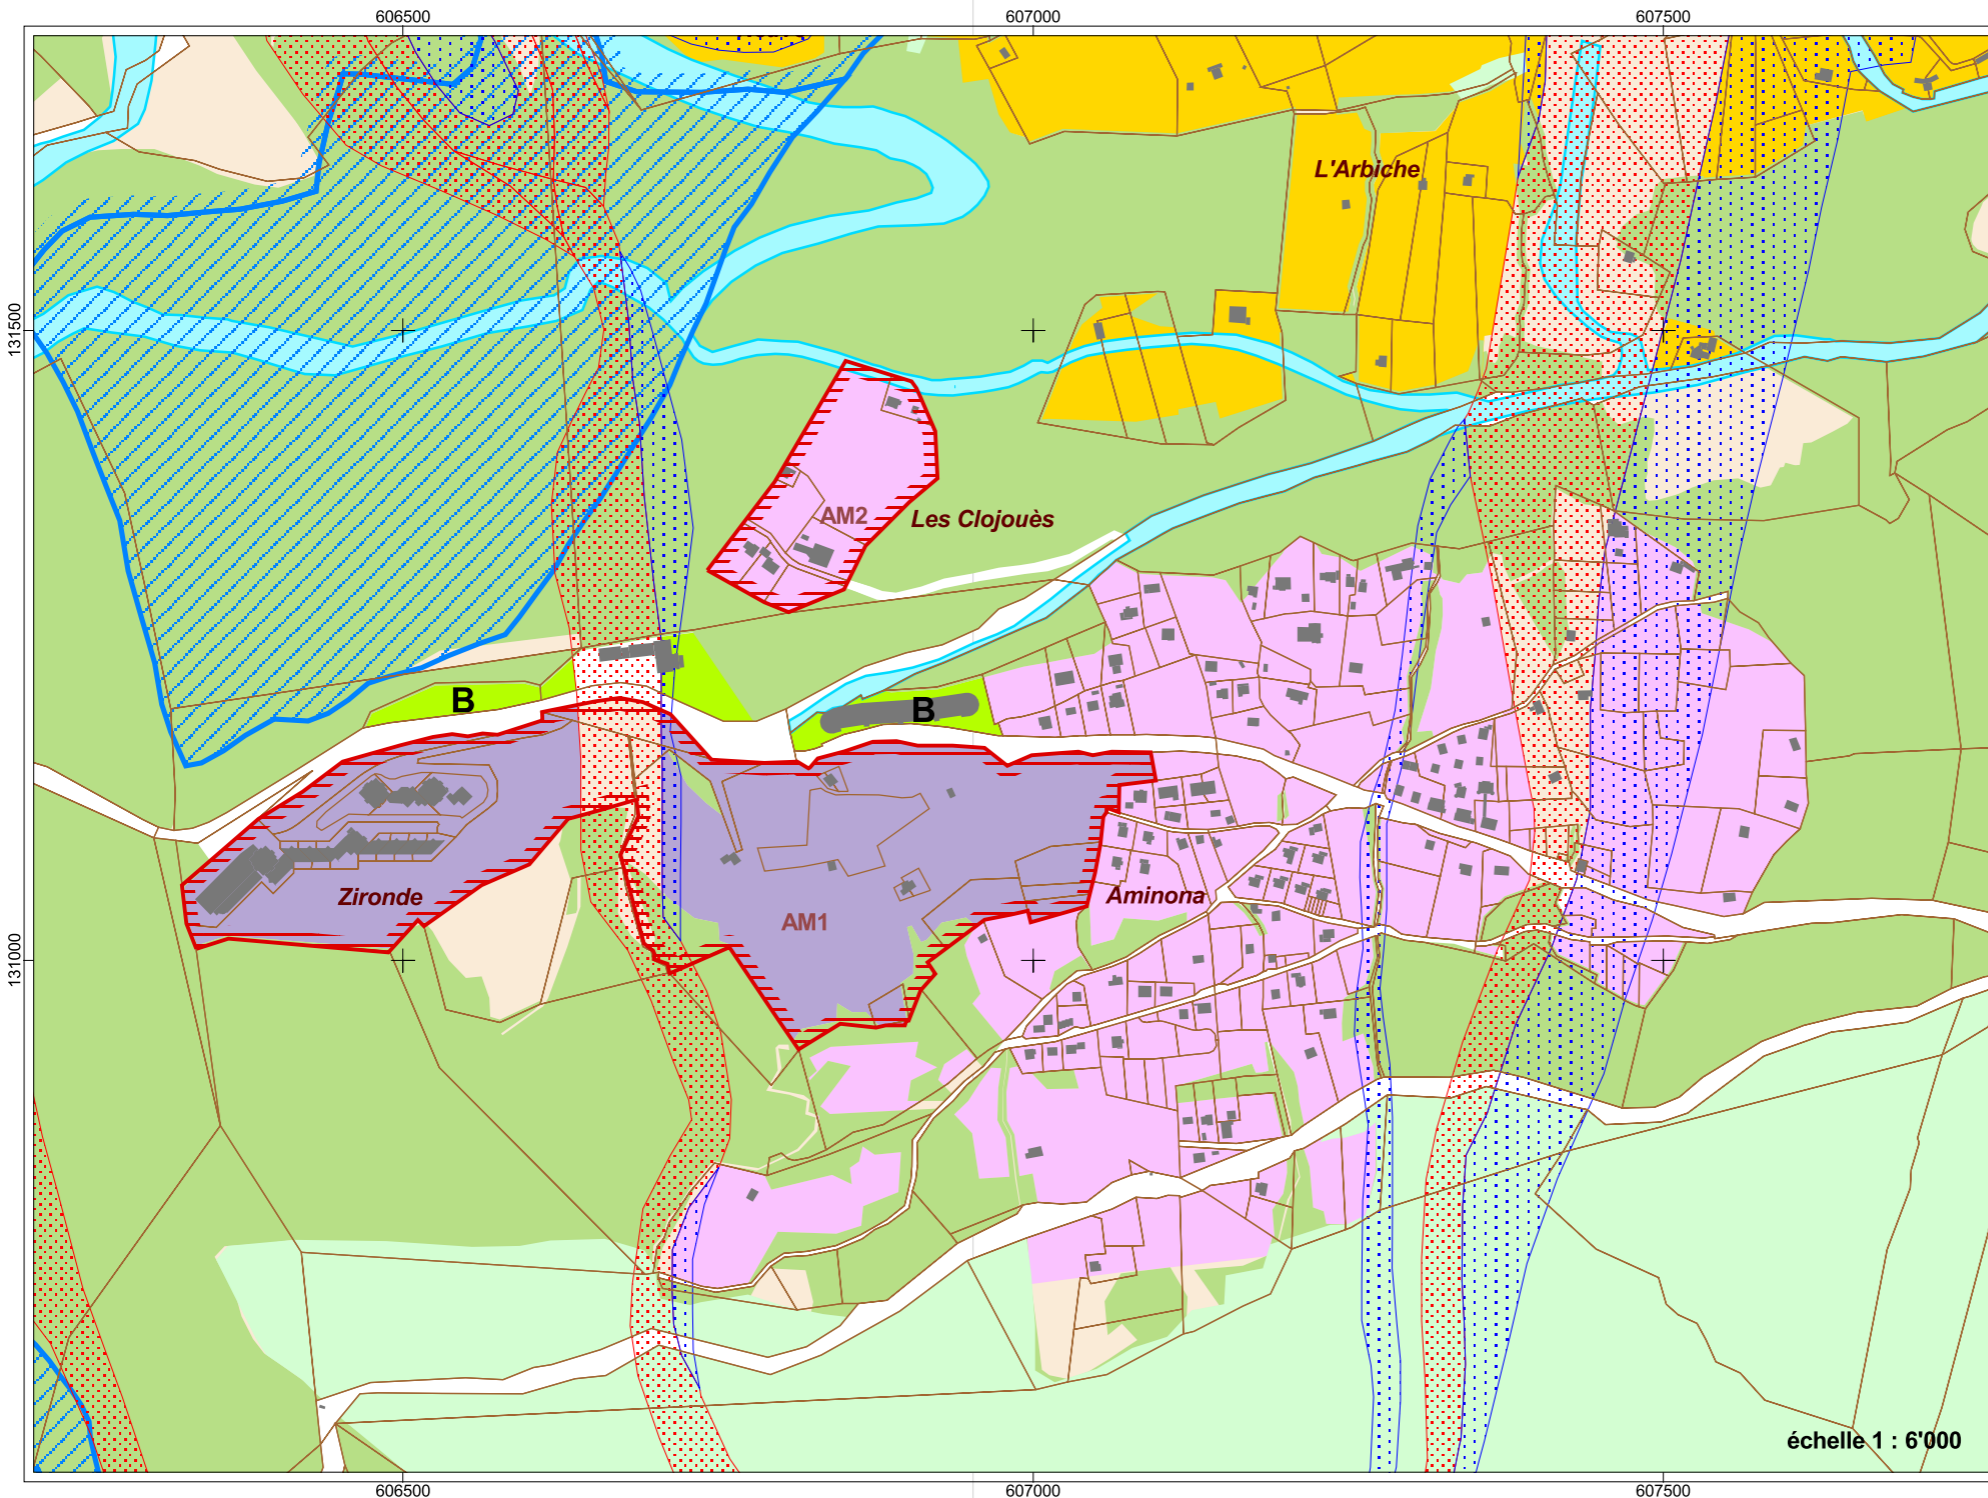 606500 607000 607500
L'Arbiche
131500
AM2
Les Clojouès
B
B
Zironde
Aminona
AM1
131000
échelle 1 : 6'000
606500 607000 607500